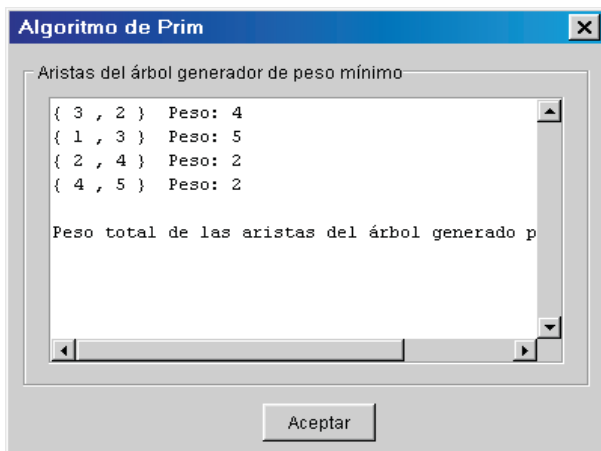 Algoritmo de Prim
Aristas del árbol generador de peso mínimo
{ 3 , 2 } Peso: 4
{ 1 , 3 } Peso: 5
{ 2 , 4 } Peso: 2
{ 4 , 5 } Peso: 2
Peso total de las aristas del árbol generado p
Aceptar